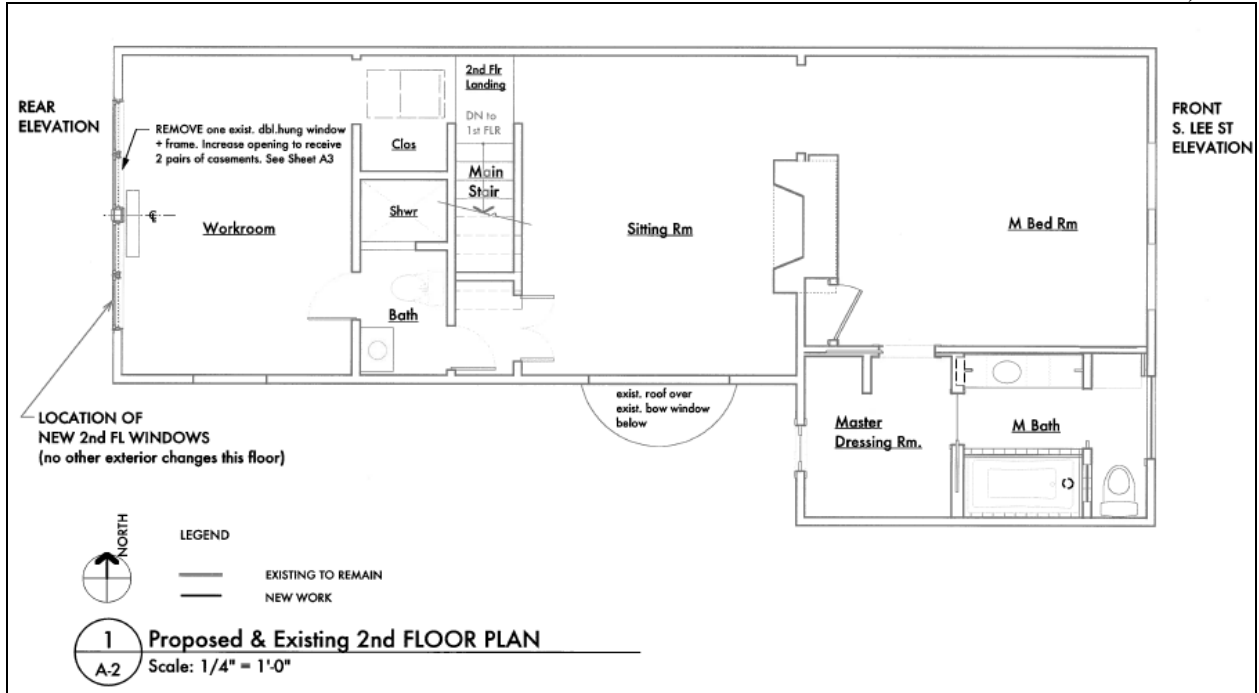 REAR
ELEVATION
REMOVE one exist. dbl.hung window
+ frame. Increase opening to receive
2 pairs of casements. See Sheet A3
Workroom
Clos
Shwr
Bath
2nd Flr
Landing
DN to
1st FLR
Main
Stair
Sitting Rm
M Bed Rm
FRONT
S. LEE ST
ELEVATION
exist. roof over
exist. bow window
below
Master
Dressing Rm.
M Bath
LOCATION OF
NEW 2nd FL WINDOWS
(no other exterior changes this floor)
NORTH
LEGEND
EXISTING TO REMAIN
NEW WORK
1
A-2
Proposed & Existing 2nd FLOOR PLAN
Scale: 1/4" = 1'-0"